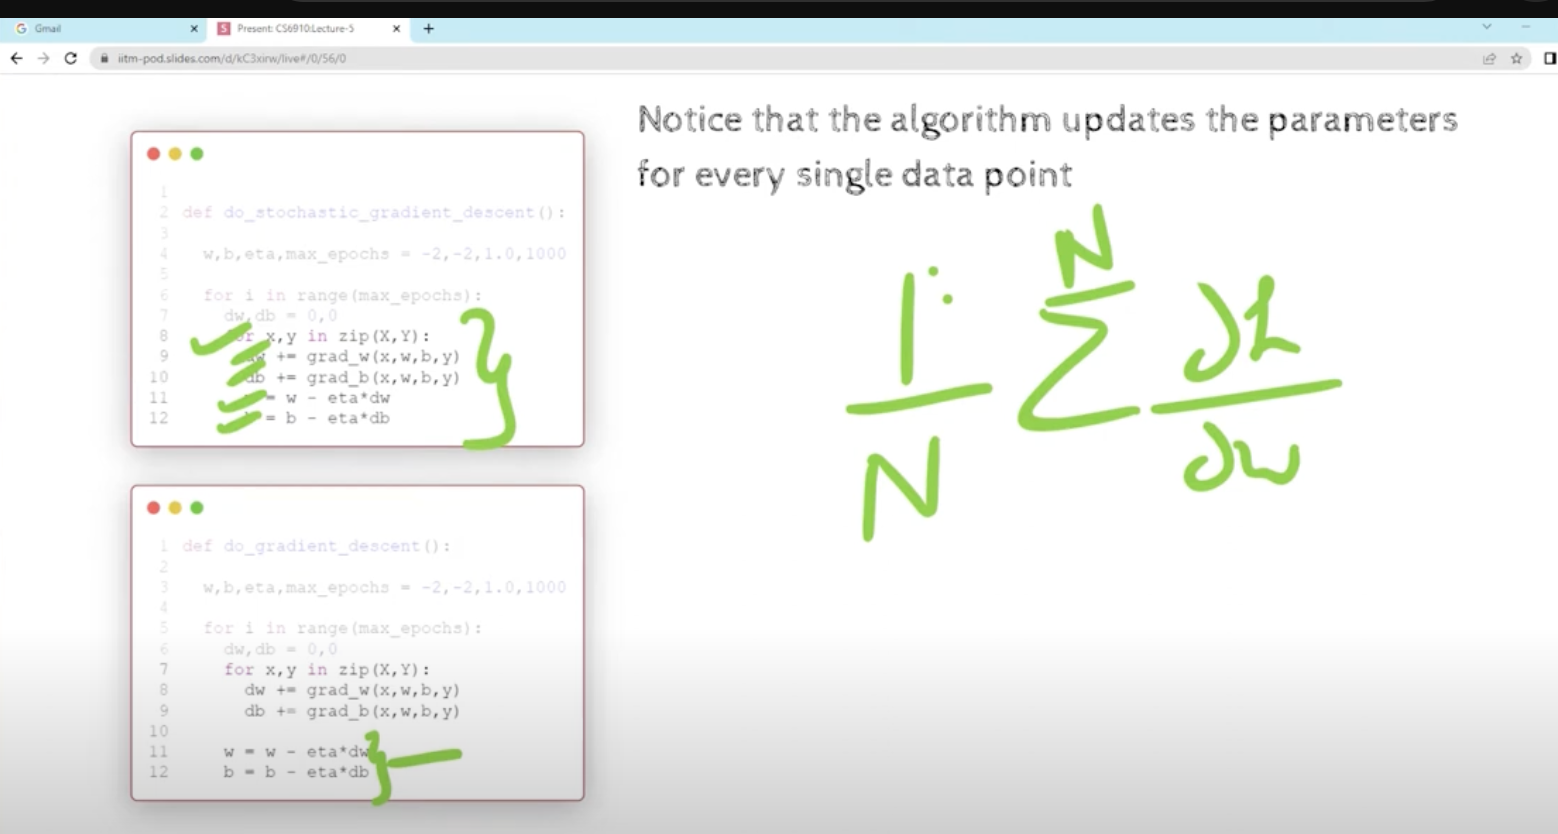 Gmail
Present: CS6910:Lecture-5
iitm-pod.slides.com/d/kC3xirw/live#/0/56/0
Notice that the algorithm updates the parameters
for every single data point
1
2 def do_stochastic_gradient_descent():
3
4 w,b,eta,max_epochs = -2,-2,1.0,1000
5
6 for i in range(max_epochs):
7 dw,db = 0,0
8 for x,y in zip(X,Y):
9 dw += grad_w(x,w,b,y)
10 db += grad_b(x,w,b,y)
11 = w - eta*dw
12 = b - eta*db
N
1 ∑ ∂L
N ∂w
1 def do_gradient_descent():
2
3 w,b,eta,max_epochs = -2,-2,1.0,1000
4
5 for i in range(max_epochs):
6 dw,db = 0,0
7 for x,y in zip(X,Y):
8 dw += grad_w(x,w,b,y)
9 db += grad_b(x,w,b,y)
10
11 w = w - eta*dw
12 b = b - eta*db